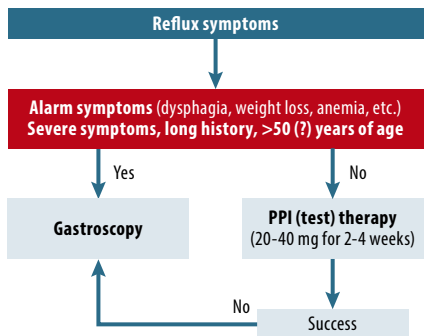 Reflux symptoms
Alarm symptoms (dysphagia, weight loss, anemia, etc.)
Severe symptoms, long history, >50 (?) years of age
Yes
No
Gastroscopy
PPI (test) therapy
(20-40 mg for 2-4 weeks)
No
Success